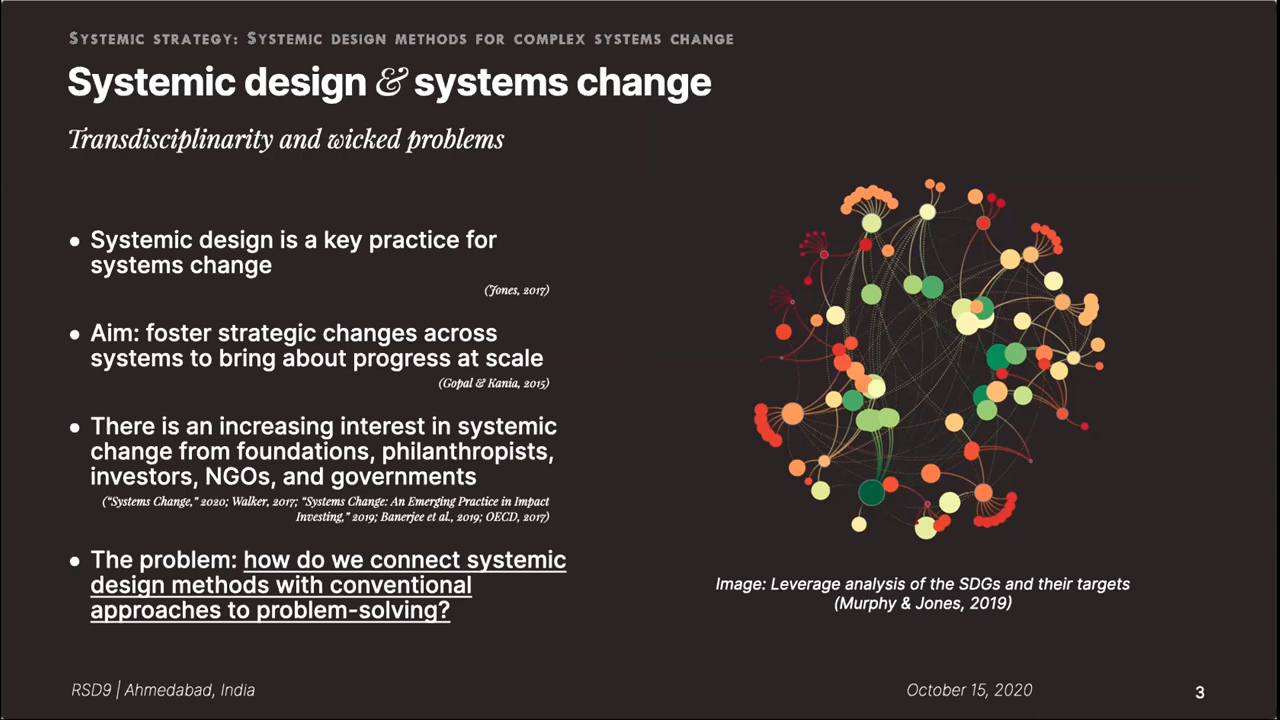 Systemic strategy: Systemic design methods for complex systems change
Systemic design & systems change
Transdisciplinarity and wicked problems
• Systemic design is a key practice for
systems change
(Jones, 2017)
• Aim: foster strategic changes across
systems to bring about progress at scale
(Gopal & Kania, 2015)
• There is an increasing interest in systemic
change from foundations, philanthropists,
investors, NGOs, and governments
(“Systems Change,” 2020; Walker, 2017; “Systems Change: An Emerging Practice in Impact
Investing,” 2019; Banerjee et al., 2019; OECD, 2017)
• The problem: how do we connect systemic
design methods with conventional
approaches to problem-solving?
Image: Leverage analysis of the SDGs and their targets
(Murphy & Jones, 2019)
RSD9 | Ahmedabad, India
October 15, 2020
3